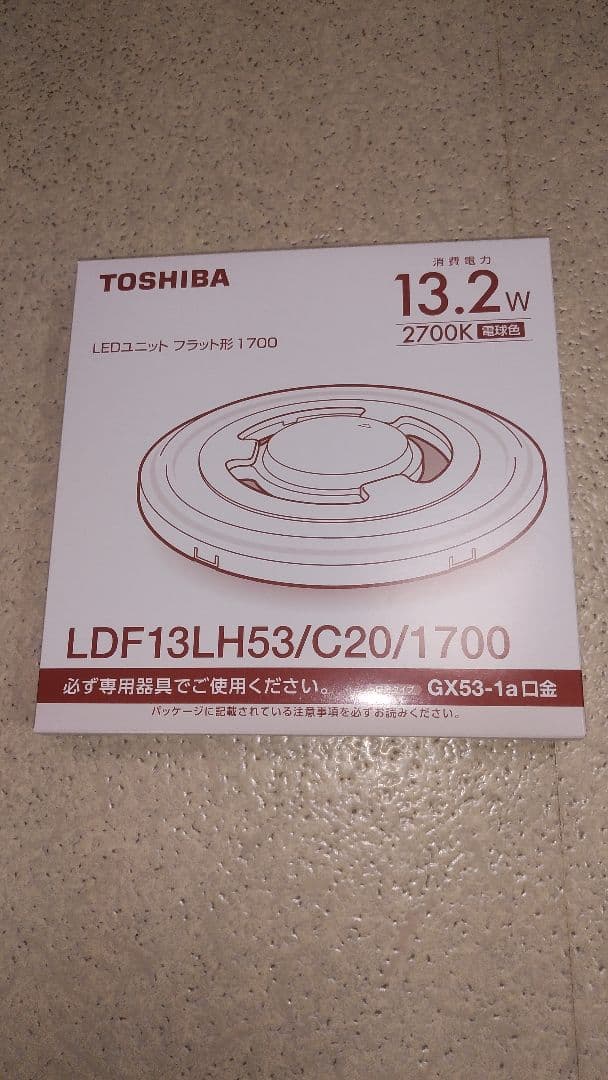 TOSHIBA
消費電力
13.2W
2700K 電球色
LEDユニット フラット形1700
LDF13LH53/C20/1700
必ず専用器具でご使用ください。 タイプ GX53-1a口金
パッケージに記載されている注意事項を必ずお読みください。